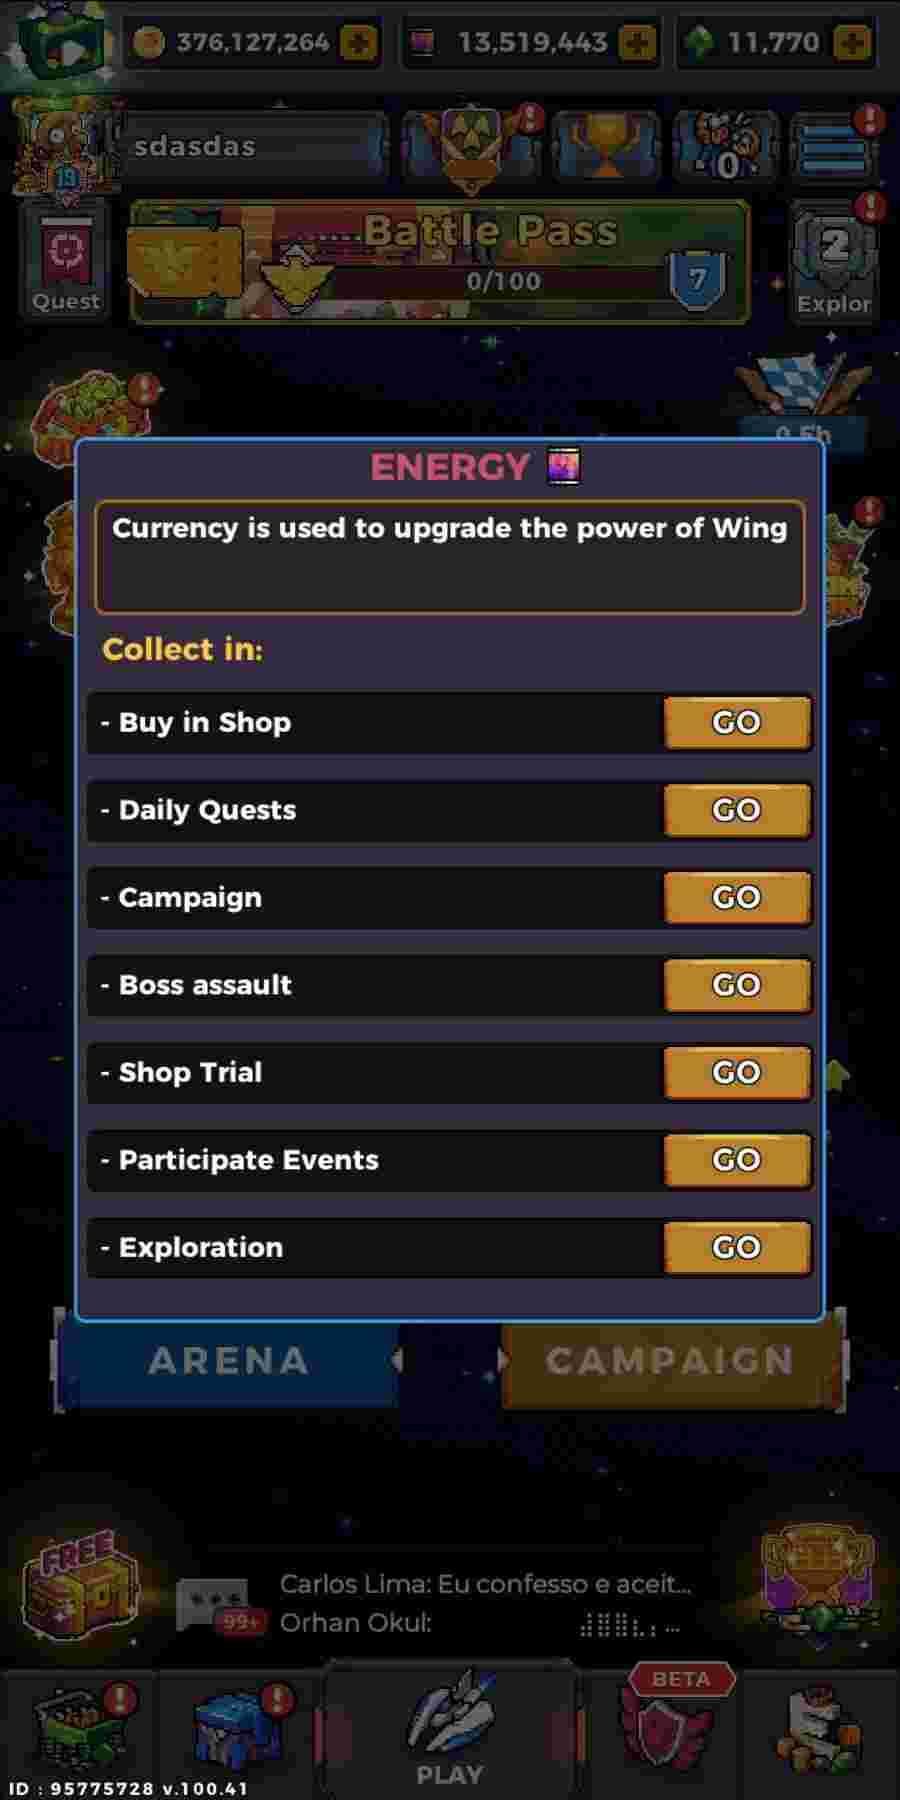 376,127,264
13,519,443
11,770
sdasdas
19
0
Battle Pass
0/100
7
Quest
2
Explor
0.5h
ENERGY
Currency is used to upgrade the power of Wing
Collect in:
- Buy in Shop GO
- Daily Quests GO
- Campaign GO
- Boss assault GO
- Shop Trial GO
- Participate Events GO
- Exploration GO
ARENA
CAMPAIGN
FREE
99+
Carlos Lima: Eu confesso e aceit...
Orhan Okul:
BETA
PLAY
ID : 95775728 v.100.41